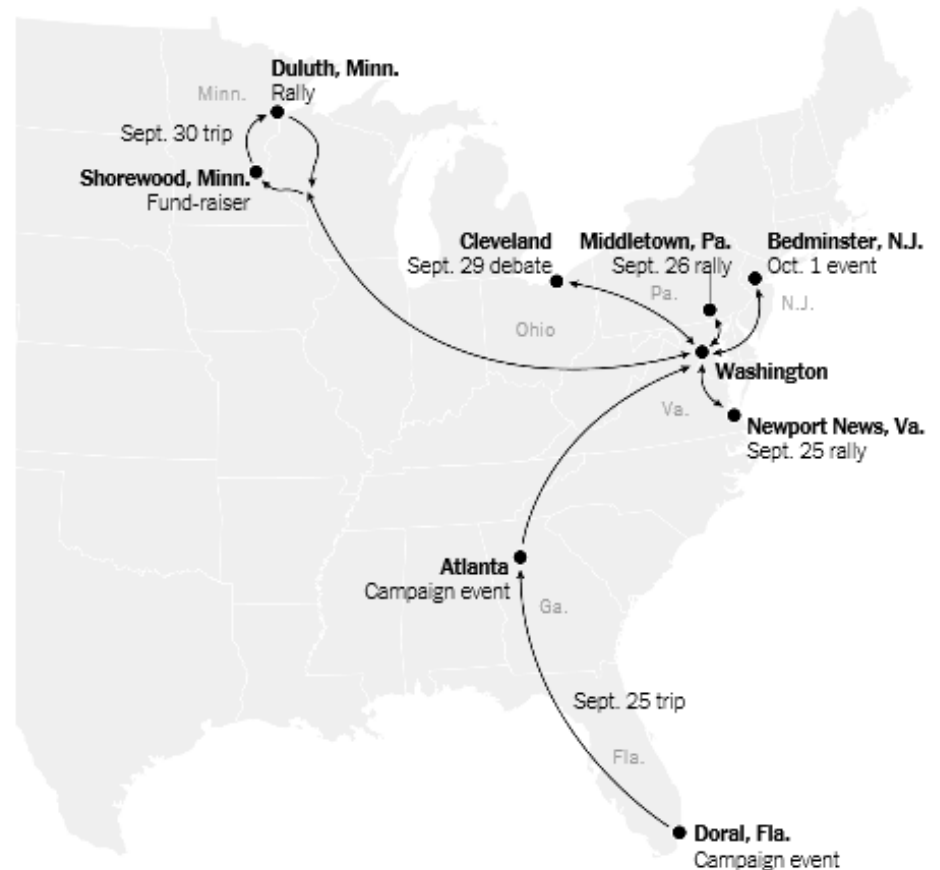 Duluth, Minn.
Rally
Minn.
Sept. 30 trip
Shorewood, Minn.
Fund-raiser
Cleveland
Sept. 29 debate
Middletown, Pa.
Sept. 26 rally
Bedminster, N.J.
Oct. 1 event
Pa.
N.J.
Ohio
Washington
Va.
Newport News, Va.
Sept. 25 rally
Atlanta
Campaign event
Ga.
Sept. 25 trip
Fla.
Doral, Fla.
Campaign event